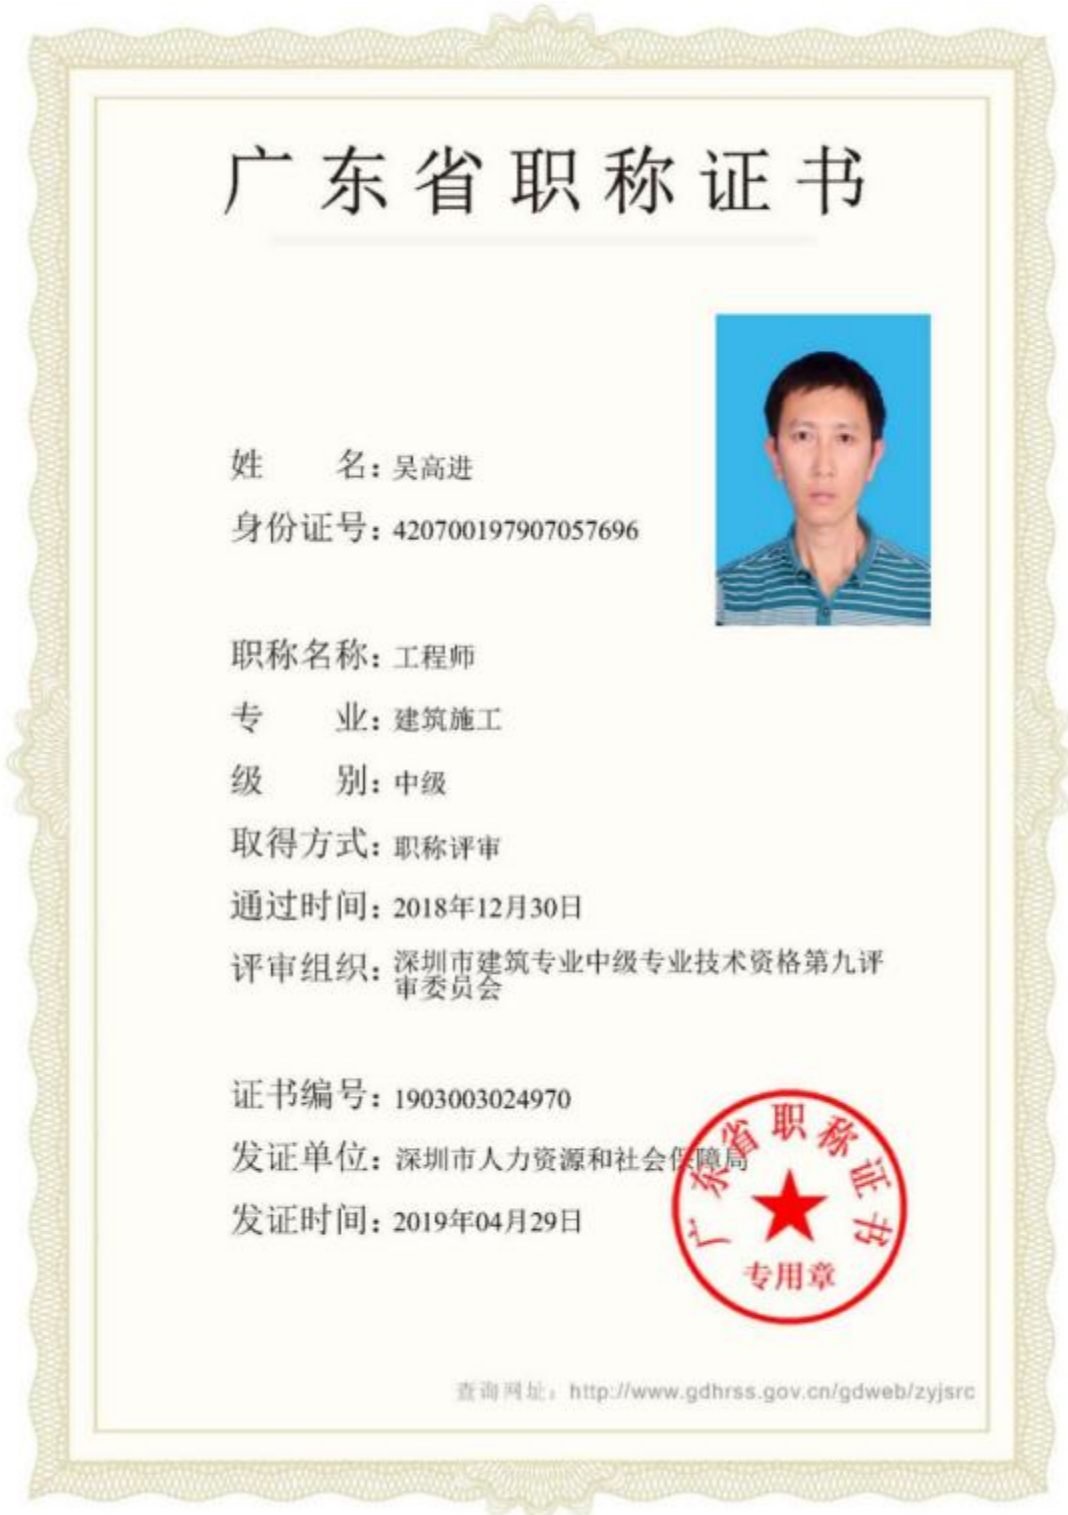 广东省职称证书
姓 名：吴高进
身份证号：420700197907057696
职称名称：工程师
专 业：建筑施工
级 别：中级
取得方式：职称评审
通过时间：2018年12月30日
评审组织：深圳市建筑专业中级专业技术资格第九评
审委员会
证书编号：1903003024970
发证单位：深圳市人力资源和社会保障局
发证时间：2019年04月29日
广东省职称证书
专用章
查询网址：http://www.gdhrss.gov.cn/gdweb/zyjsrc